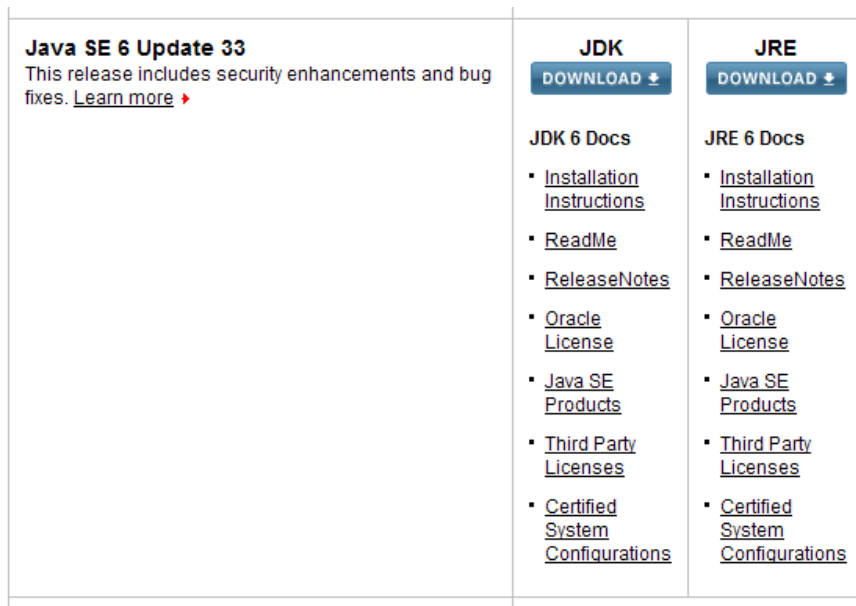 Java SE 6 Update 33
This release includes security enhancements and bug
fixes. Learn more
JDK
DOWNLOAD
JDK 6 Docs
Installation
Instructions
ReadMe
ReleaseNotes
Oracle
License
Java SE
Products
Third Party
Licenses
Certified
System
Configurations
JRE
DOWNLOAD
JRE 6 Docs
Installation
Instructions
ReadMe
ReleaseNotes
Oracle
License
Java SE
Products
Third Party
Licenses
Certified
System
Configurations